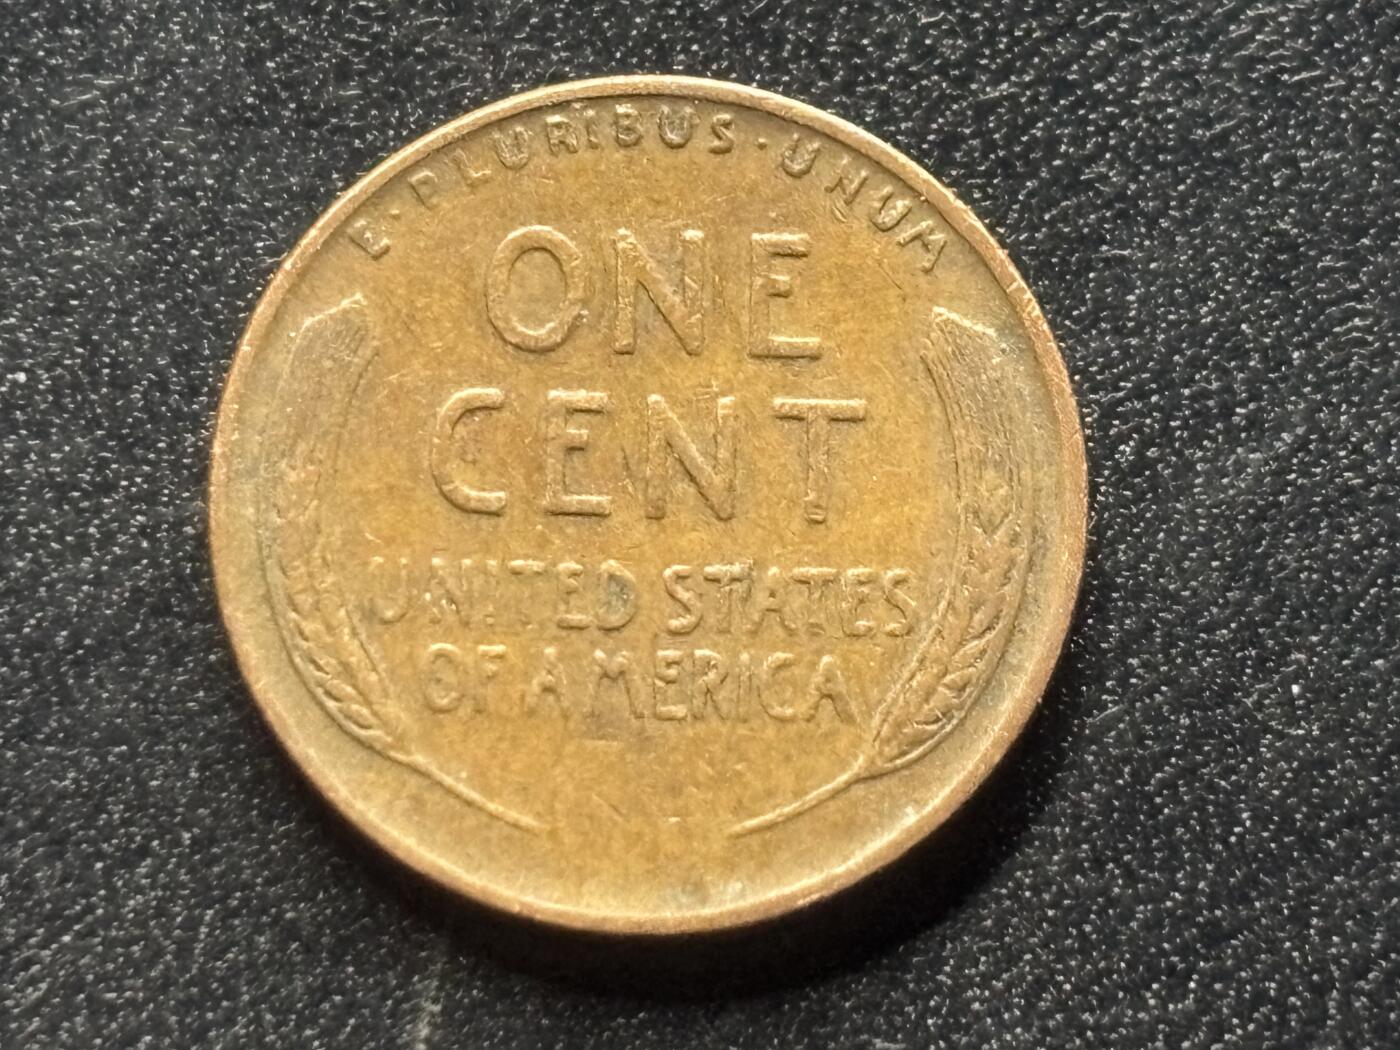 E·PLURIBUS·UNUM
ONE
CENT
UNITED STATES
OF AMERICA